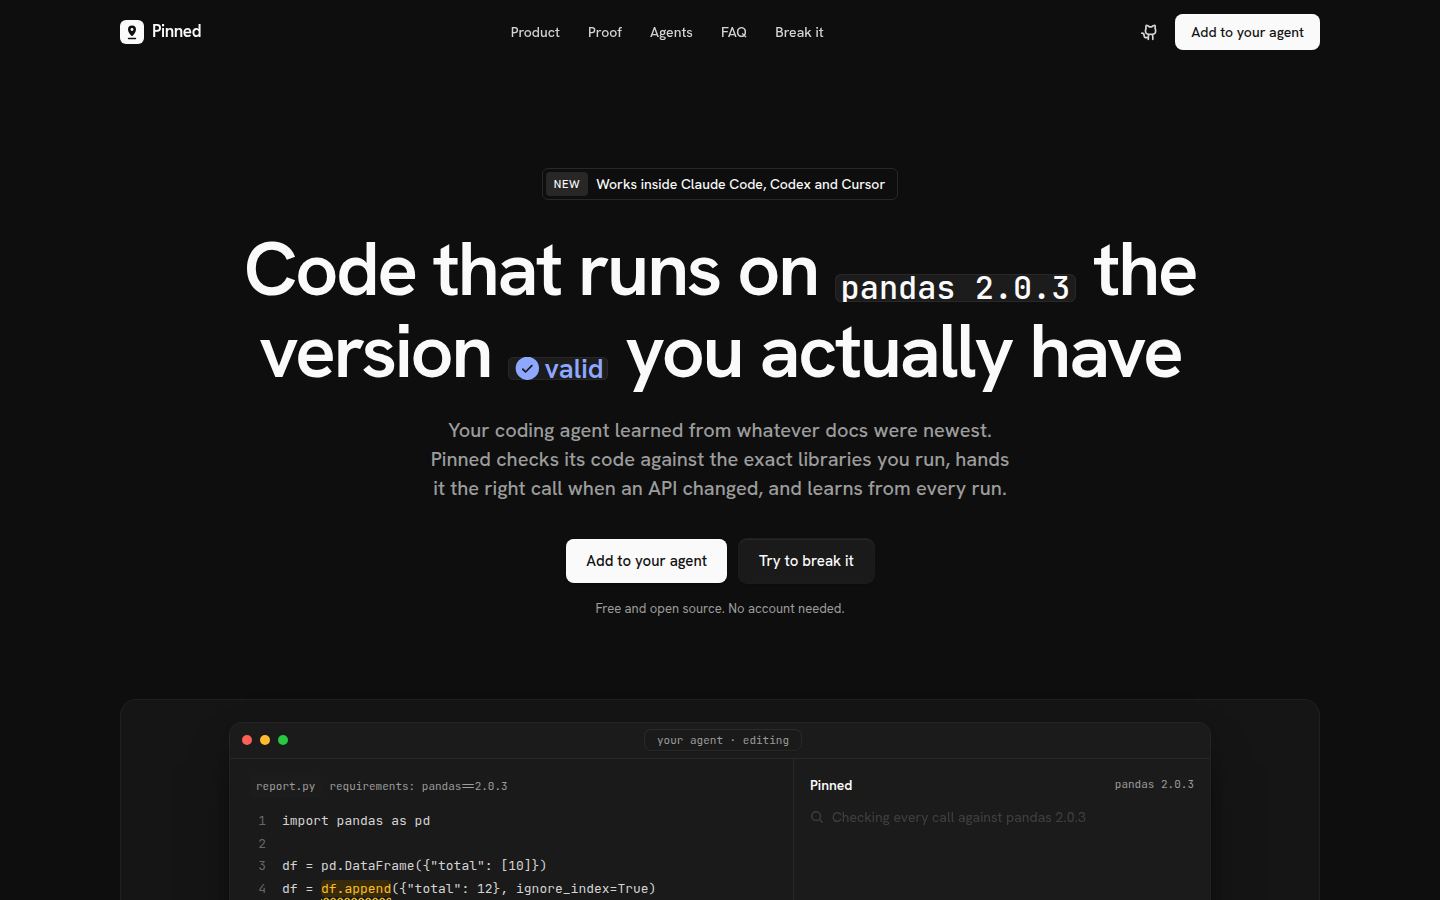 Pinned
Product
Proof
Agents
FAQ
Break it
Add to your agent
NEW Works inside Claude Code, Codex and Cursor
Code that runs on pandas 2.0.3 the
version valid you actually have
Your coding agent learned from whatever docs were newest.
Pinned checks its code against the exact libraries you run, hands
it the right call when an API changed, and learns from every run.
Add to your agent
Try to break it
Free and open source. No account needed.
your agent · editing
report.py requirements: pandas==2.0.3
1 import pandas as pd
2
3 df = pd.DataFrame({"total": [10]})
4 df = df.append({"total": 12}, ignore_index=True)
Pinned
pandas 2.0.3
Checking every call against pandas 2.0.3